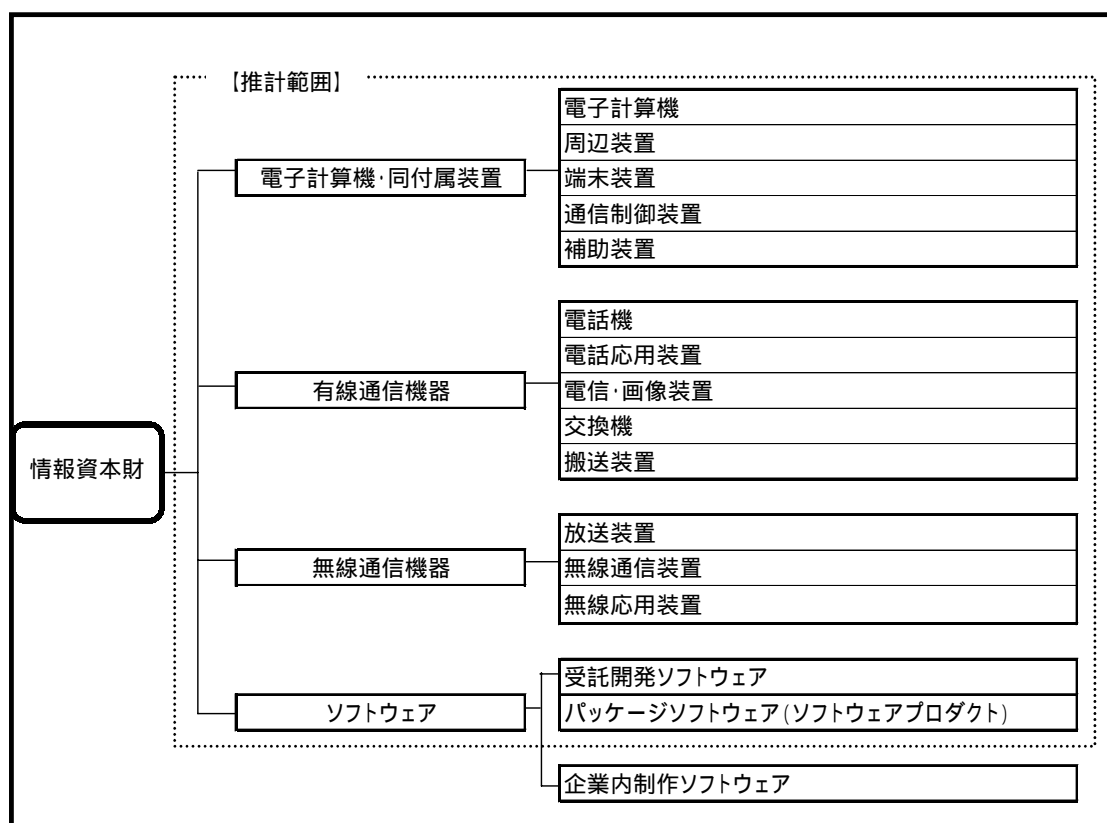 【推計範囲】
電子計算機
周辺装置
電子計算機・同付属装置
端末装置
通信制御装置
補助装置
電話機
電話応用装置
有線通信機器
電信・画像装置
交換機
情報資本財
搬送装置
放送装置
無線通信機器
無線通信装置
無線応用装置
受託開発ソフトウェア
ソフトウェア
パッケージソフトウェア(ソフトウェアプロダクト)
企業内制作ソフトウェア